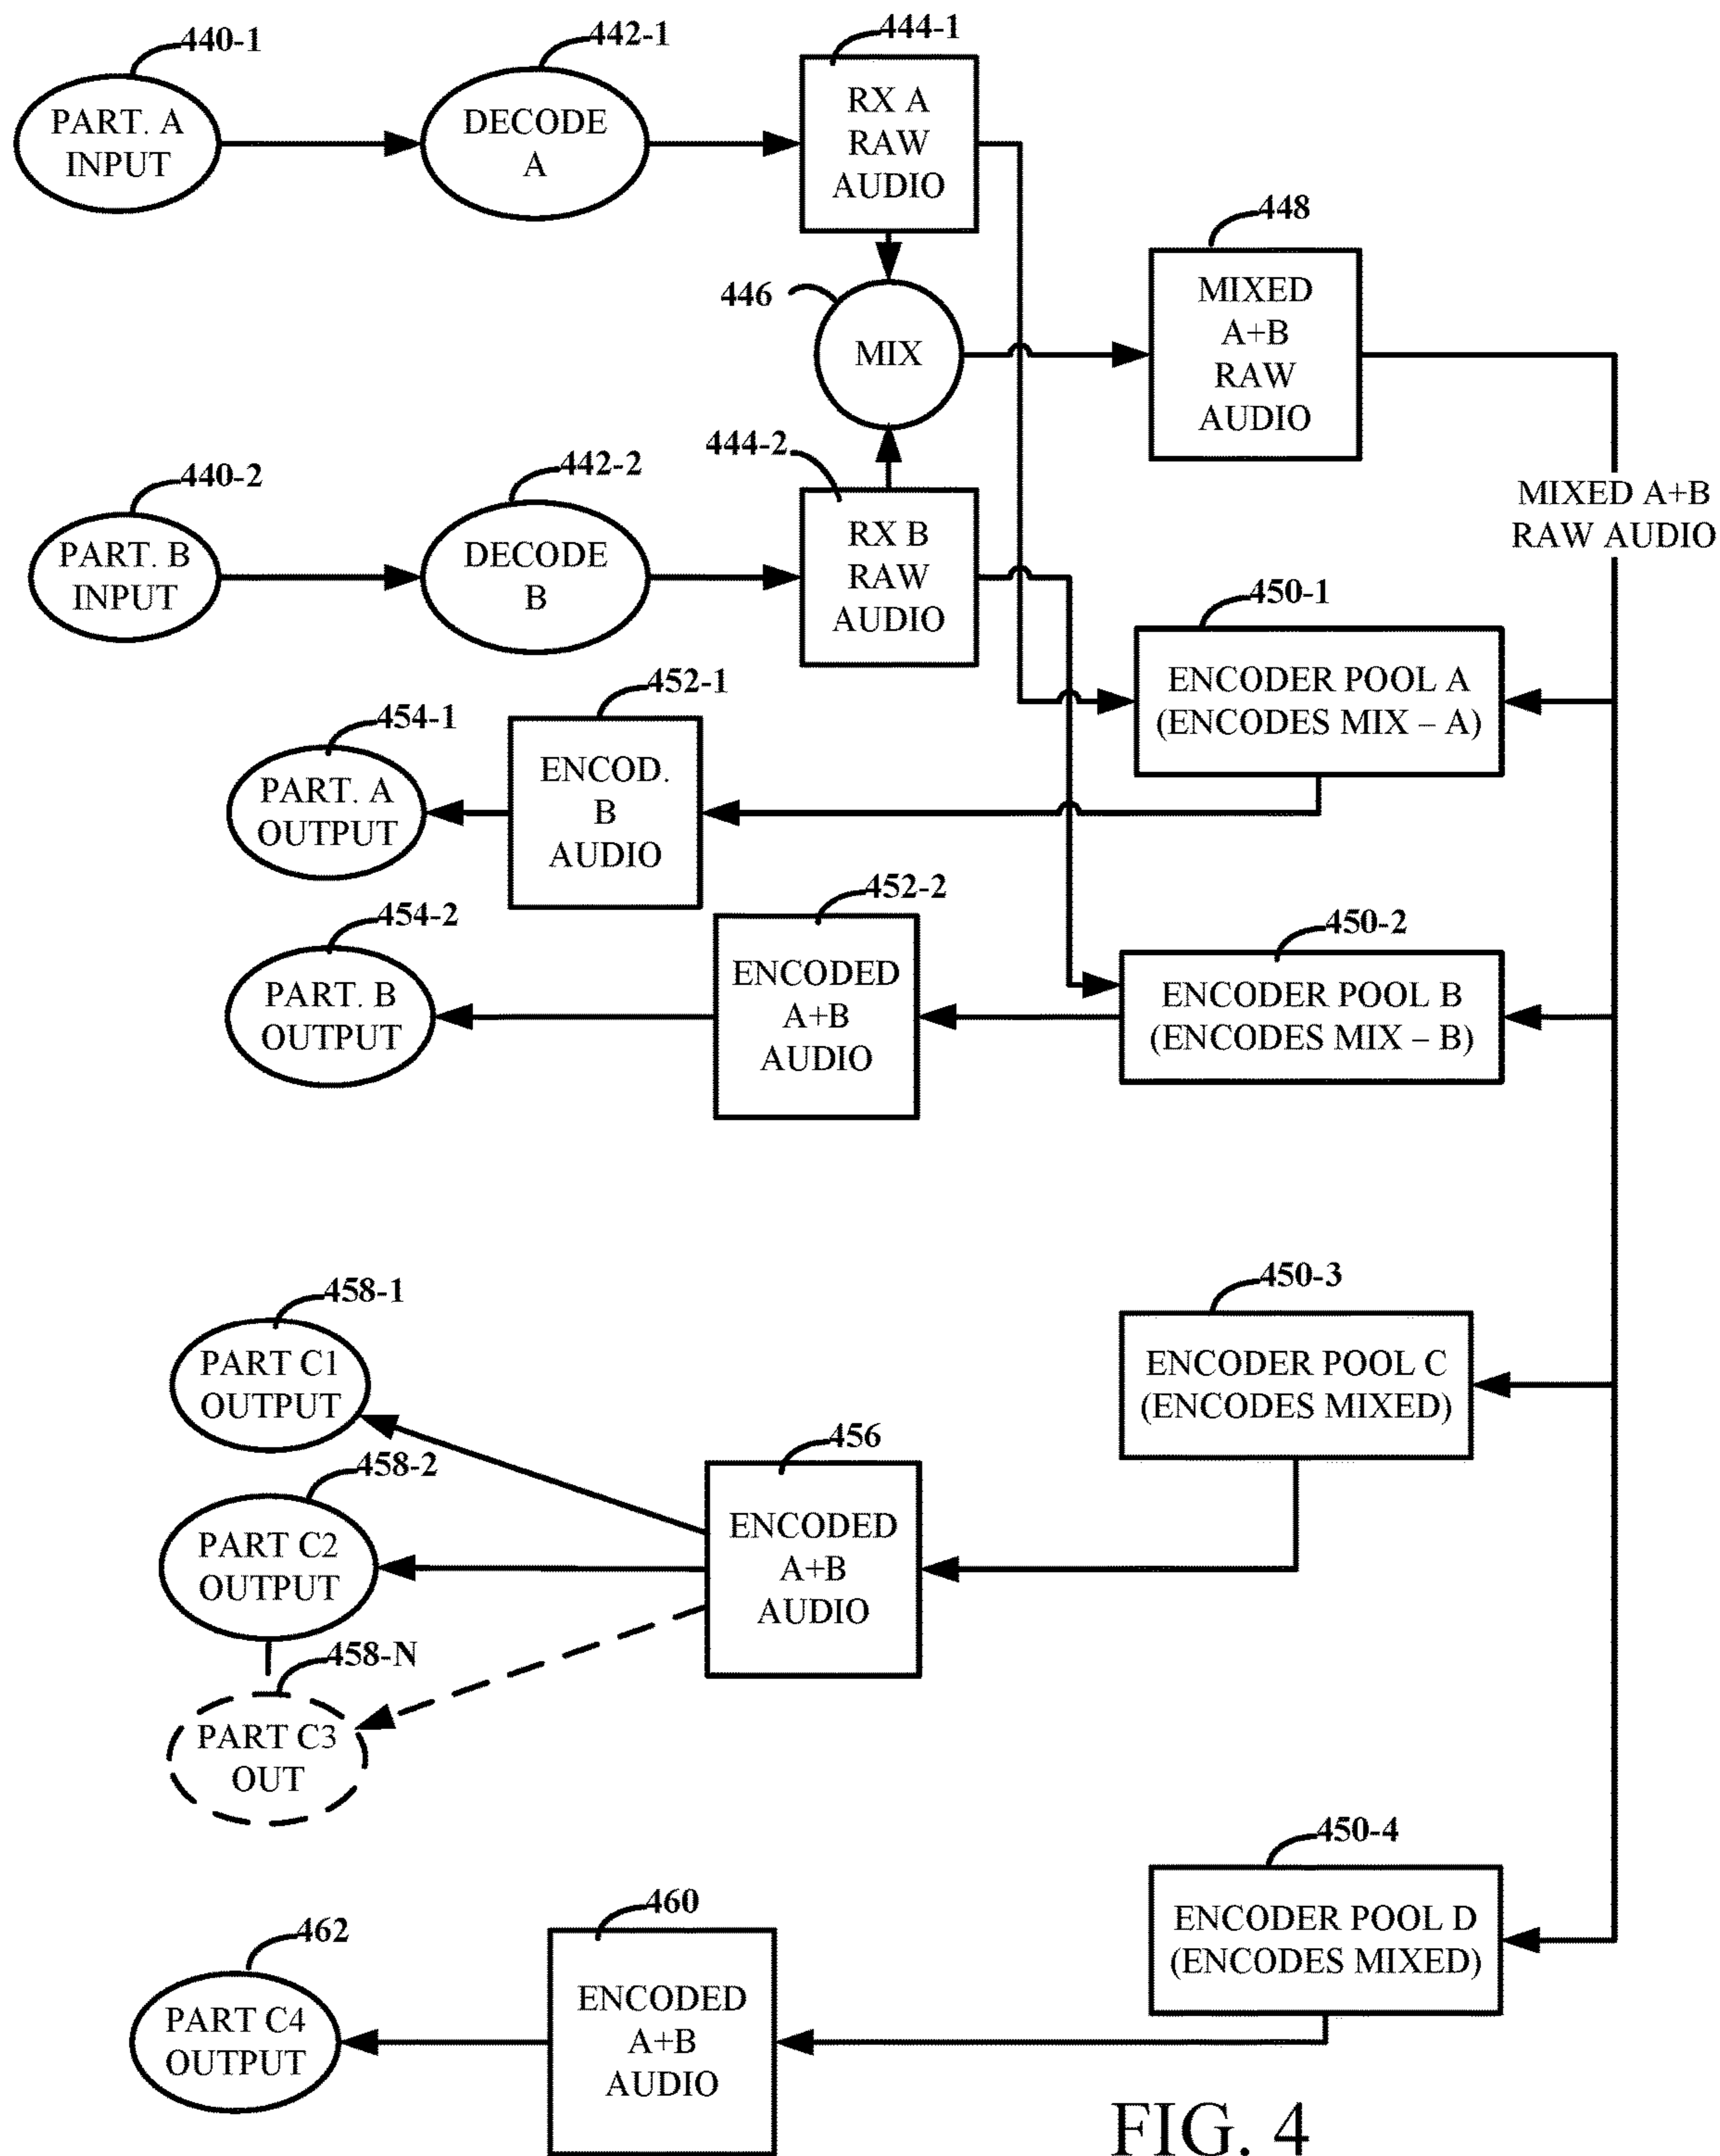 440-1
442-1
444-1
PART. A
INPUT
DECODE
A
RX A
RAW
AUDIO
448
446
MIX
MIXED
A+B
RAW
AUDIO
444-2
440-2
442-2
PART. B
INPUT
DECODE
B
RX B
RAW
AUDIO
MIXED A+B
RAW AUDIO
450-1
ENCODER POOL A
(ENCODES MIX – A)
452-1
454-1
PART. A
OUTPUT
ENCOD.
B
AUDIO
452-2
454-2
PART. B
OUTPUT
ENCODED
A+B
AUDIO
450-2
ENCODER POOL B
(ENCODES MIX – B)
450-3
ENCODER POOL C
(ENCODES MIXED)
458-1
PART C1
OUTPUT
456
ENCODED
A+B
AUDIO
458-2
PART C2
OUTPUT
458-N
PART C3
OUT
450-4
ENCODER POOL D
(ENCODES MIXED)
460
462
PART C4
OUTPUT
ENCODED
A+B
AUDIO
FIG. 4